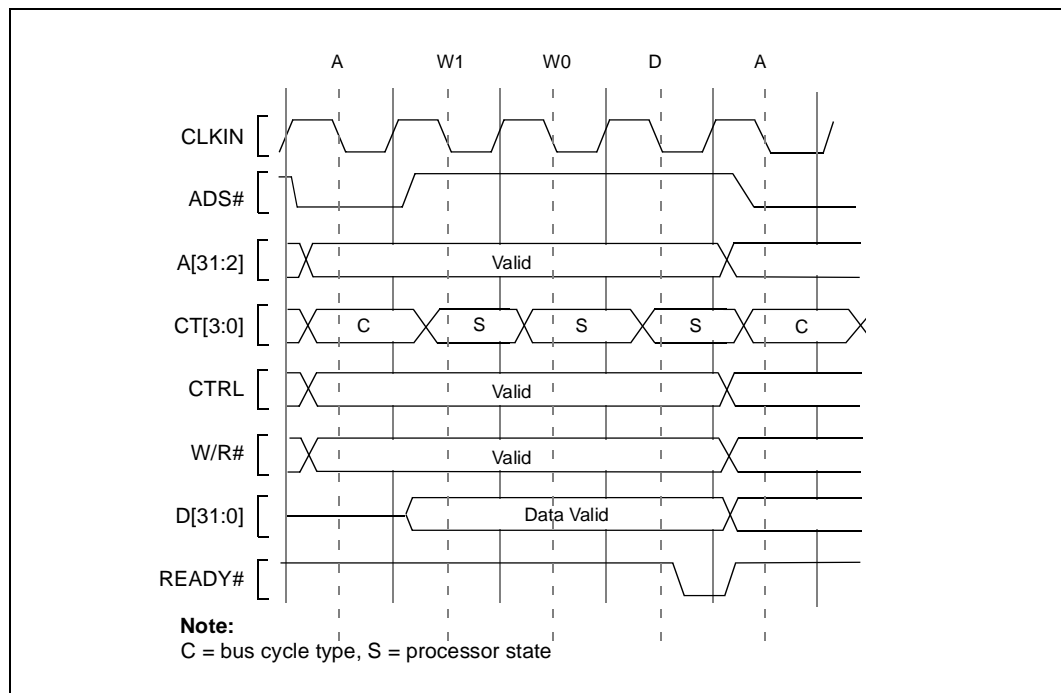 A W1 W0 D A
CLKIN
ADS#
A[31:2] Valid
CT[3:0] C S S S C
CTRL Valid
W/R# Valid
D[31:0] Data Valid
READY#
Note:
C = bus cycle type, S = processor state